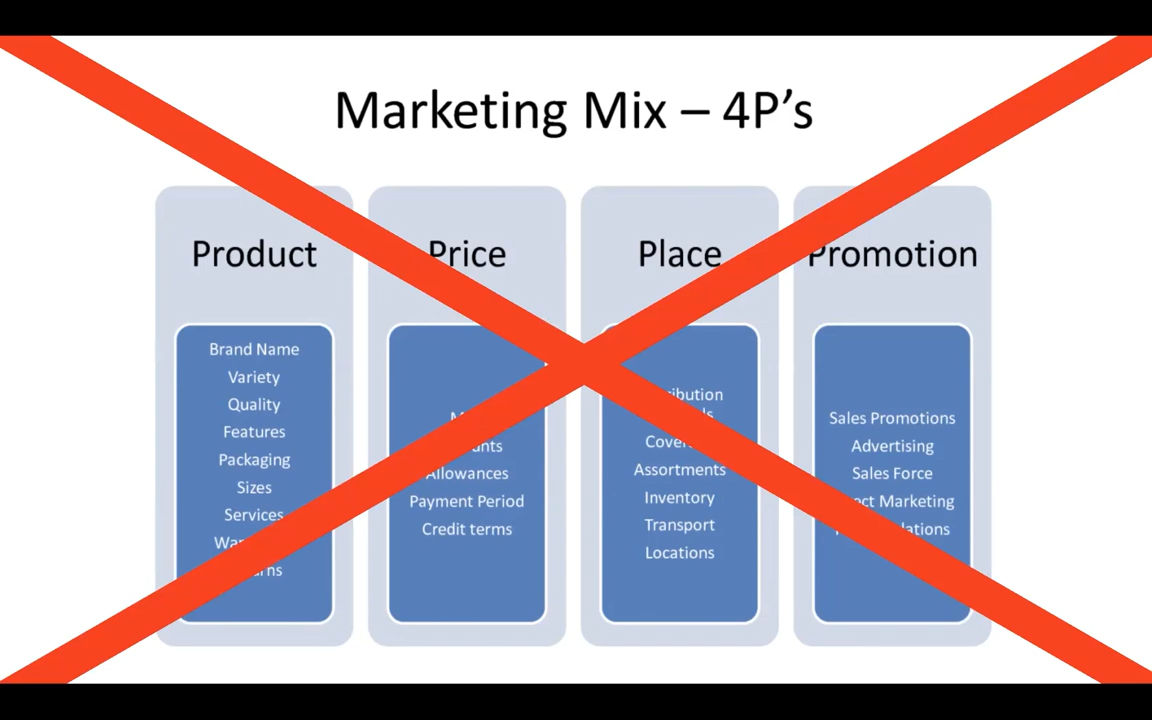 Marketing Mix – 4P's
Product
Brand Name
Variety
Quality
Features
Packaging
Sizes
Services
Price
Allowances
Payment Period
Credit terms
Place
Assortments
Inventory
Transport
Locations
Promotion
Sales Promotions
Advertising
Sales Force
Marketing